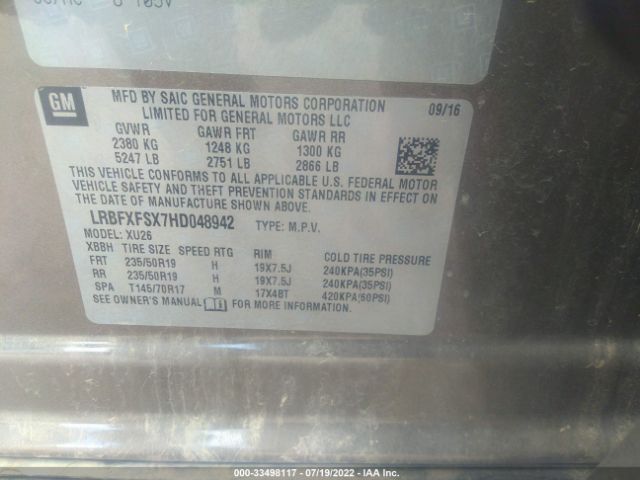 GM
MFD BY SAIC GENERAL MOTORS CORPORATION 09/16
LIMITED FOR GENERAL MOTORS LLC
GVWR GAWR FRT GAWR RR
2380 KG 1248 KG 1300 KG
5247 LB 2751 LB 2866 LB
THIS VEHICLE CONFORMS TO ALL APPLICABLE U.S. FEDERAL MOTOR
VEHICLE SAFETY AND THEFT PREVENTION STANDARDS IN EFFECT ON
THE DATE OF MANUFACTURE SHOWN ABOVE.
LRBFXFSX7HD048942 TYPE: M.P.V.
MODEL: XU26
XBBH TIRE SIZE SPEED RTG RIM COLD TIRE PRESSURE
FRT 235/50R19 H 19X7.5J 240KPA(35PSI)
RR 235/50R19 H 19X7.5J 240KPA(35PSI)
SPA T145/70R17 M 17X4BT 420KPA(60PSI)
SEE OWNER'S MANUAL FOR MORE INFORMATION.
000-33498117 - 07/19/2022 - IAA Inc.